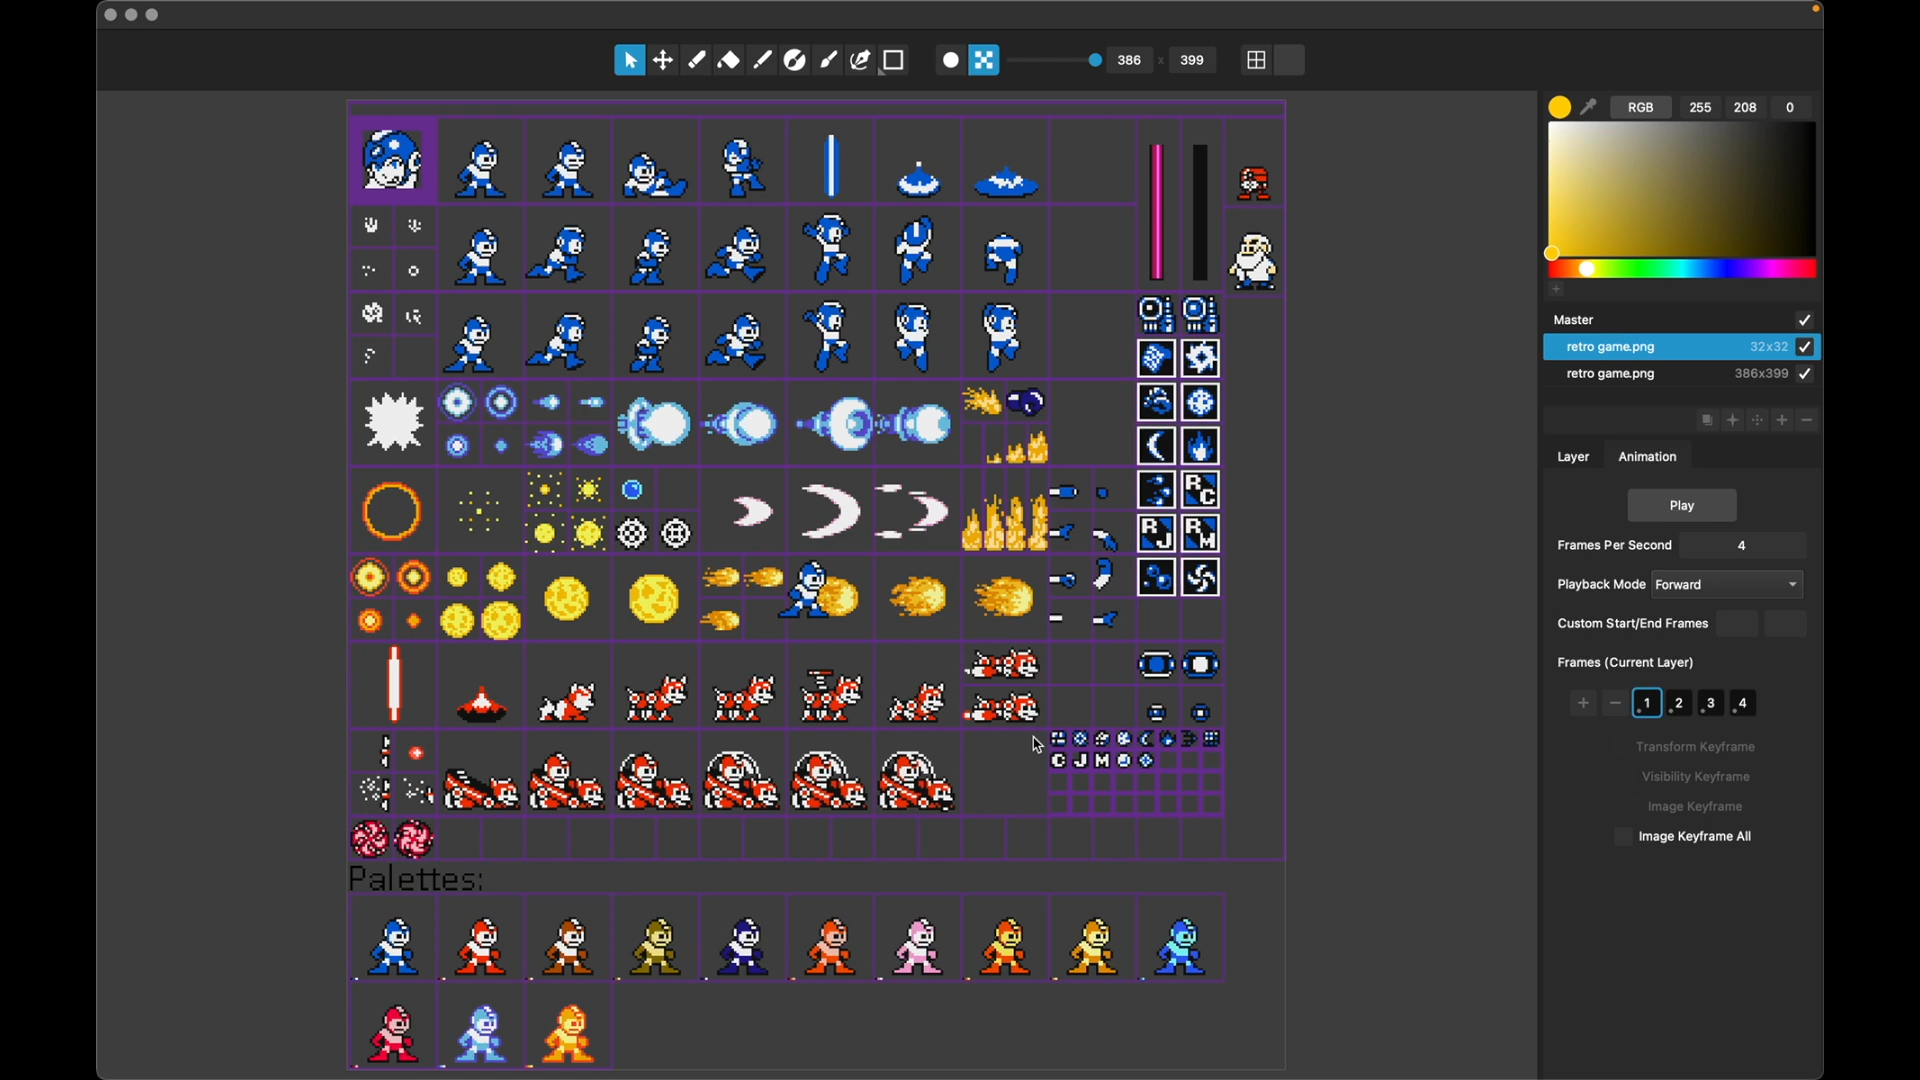 386 x 399
RGB 255 208 0
Master
retro game.png 32x32
retro game.png 386x399
Layer Animation
Play
Frames Per Second 4
Playback Mode Forward
Custom Start/End Frames
Frames (Current Layer)
+ − 1 2 3 4
Transform Keyframe
Visibility Keyframe
Image Keyframe
Image Keyframe All
R C
R J R M
C J M
Palettes: